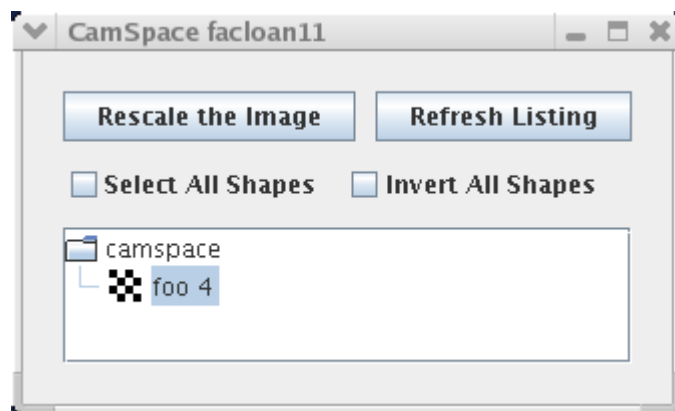 CamSpace facloan11
Rescale the Image Refresh Listing
Select All Shapes Invert All Shapes
camspace
foo 4